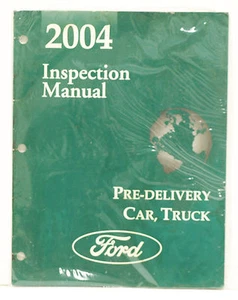 2004
Inspection
Manual
PRE-DELIVERY
CAR, TRUCK
Ford